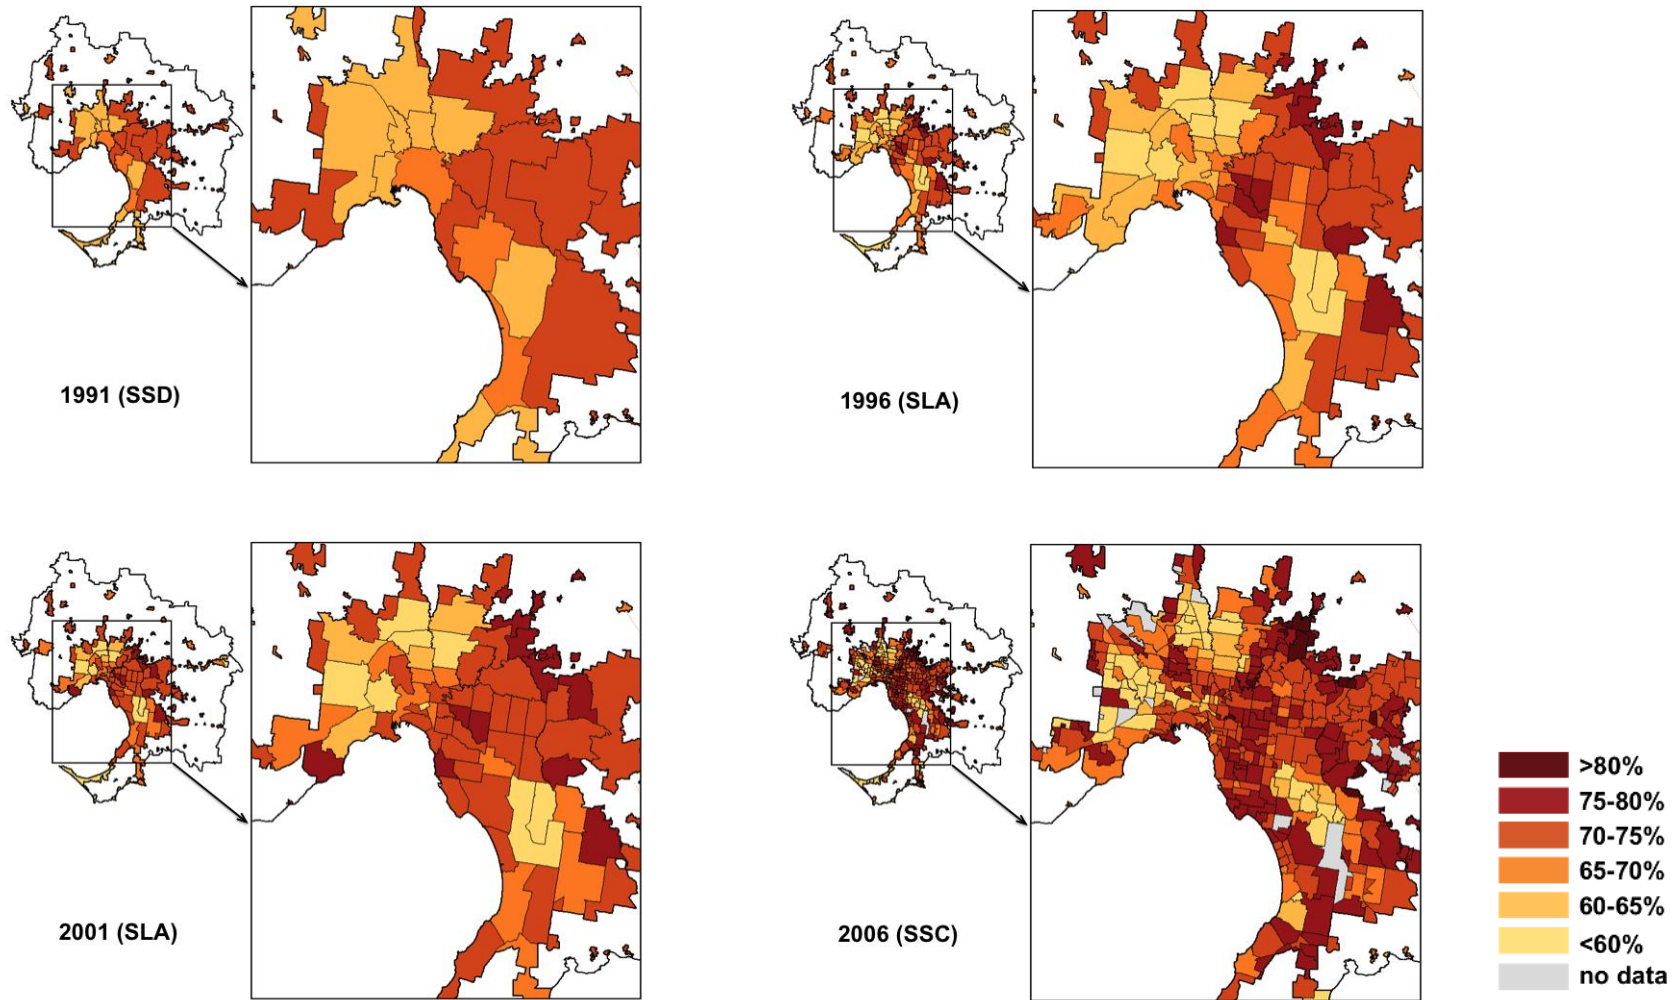 1991 (SSD)
1996 (SLA)
2001 (SLA)
2006 (SSC)
>80%
75-80%
70-75%
65-70%
60-65%
<60%
no data